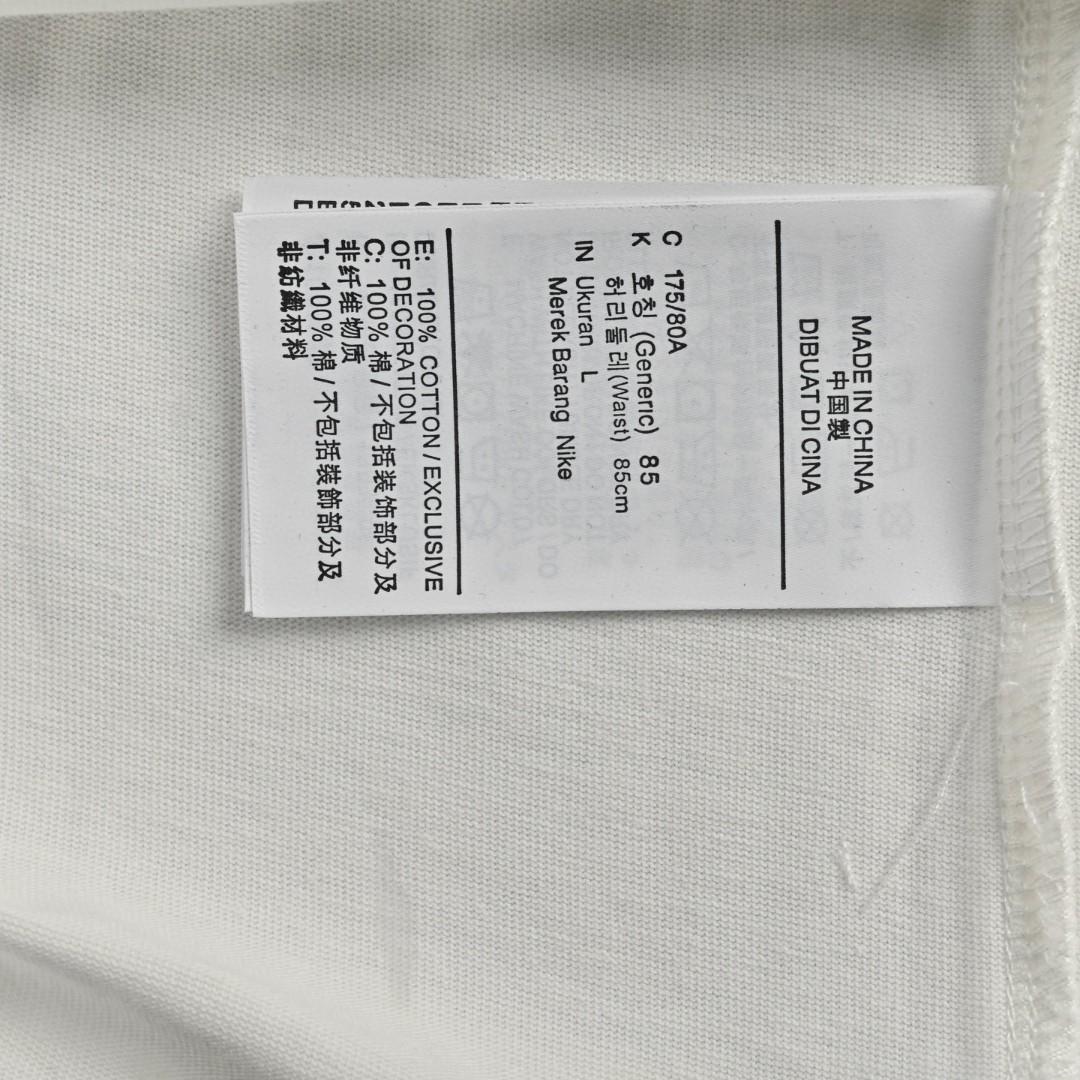 MADE IN CHINA
中国製
DIBUAT DI CINA
C 175/80A
K 호칭 (Generic) 85
허리둘레(Waist) 85cm
IN Ukuran L
Merek Barang Nike
E: 100% COTTON / EXCLUSIVE
OF DECORATION
C: 100% 棉 / 不包括装饰部分及
非纤维物质
T: 100% 棉 / 不包括裝飾部分及
非紡織材料